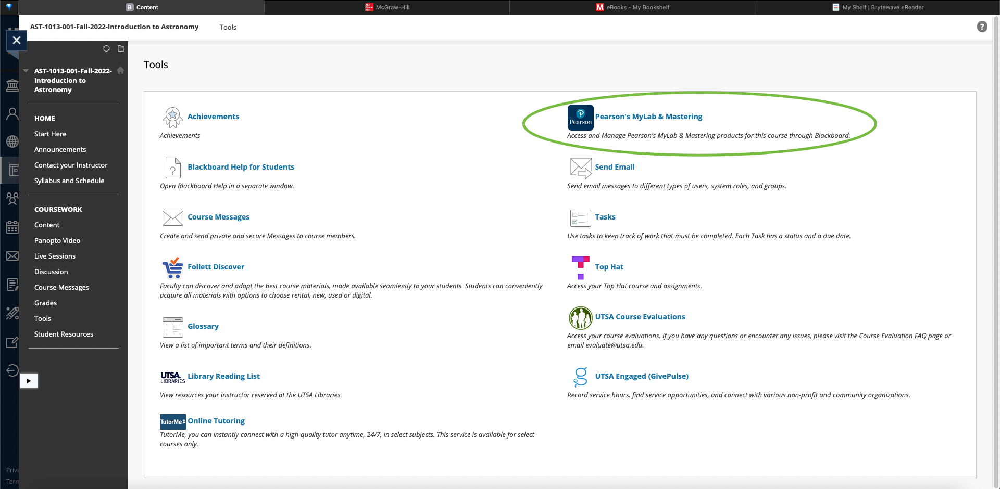 Content
McGraw-Hill
eBooks - My Bookshelf
My Shelf | Brytewave eReader
AST-1013-001-Fall-2022-Introduction to Astronomy
Tools
AST-1013-001-Fall-2022-
Introduction to
Astronomy
HOME
Start Here
Announcements
Contact your Instructor
Syllabus and Schedule
COURSEWORK
Content
Panopto Video
Live Sessions
Discussion
Course Messages
Grades
Tools
Student Resources
Tools
Achievements
Achievements
Blackboard Help for Students
Open Blackboard Help in a separate window.
Course Messages
Create and send private and secure Messages to course members.
Follett Discover
Faculty can discover and adopt the best course materials, made available seamlessly to your students. Students can conveniently
acquire all materials with options to choose rental, new, used or digital.
Glossary
View a list of important terms and their definitions.
UTSA
LIBRARIES
Library Reading List
View resources your instructor reserved at the UTSA Libraries.
TutorMe
Online Tutoring
TutorMe, you can instantly connect with a high-quality tutor anytime, 24/7, in select subjects. This service is available for select
courses only.
Pearson
Pearson's MyLab & Mastering
Access and Manage Pearson's MyLab & Mastering products for this course through Blackboard.
Send Email
Send email messages to different types of users, system roles, and groups.
Tasks
Use tasks to keep track of work that must be completed. Each Task has a status and a due date.
Top Hat
Access your Top Hat course and assignments.
UTSA Course Evaluations
Access your course evaluations. If you have any questions or encounter any issues, please visit the Course Evaluation FAQ page or
email evaluate@utsa.edu.
UTSA Engaged (GivePulse)
Record service hours, find service opportunities, and connect with various non-profit and community organizations.